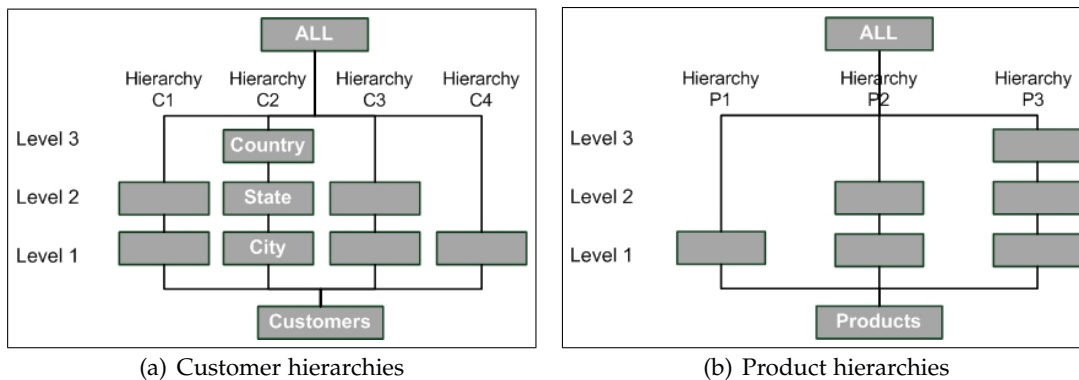 ALL
Hierarchy C1
Hierarchy C2
Hierarchy C3
Hierarchy C4
Level 3
Country
Level 2
State
Level 1
City
Customers
(a) Customer hierarchies
ALL
Hierarchy P1
Hierarchy P2
Hierarchy P3
Level 3
Level 2
Level 1
Products
(b) Product hierarchies